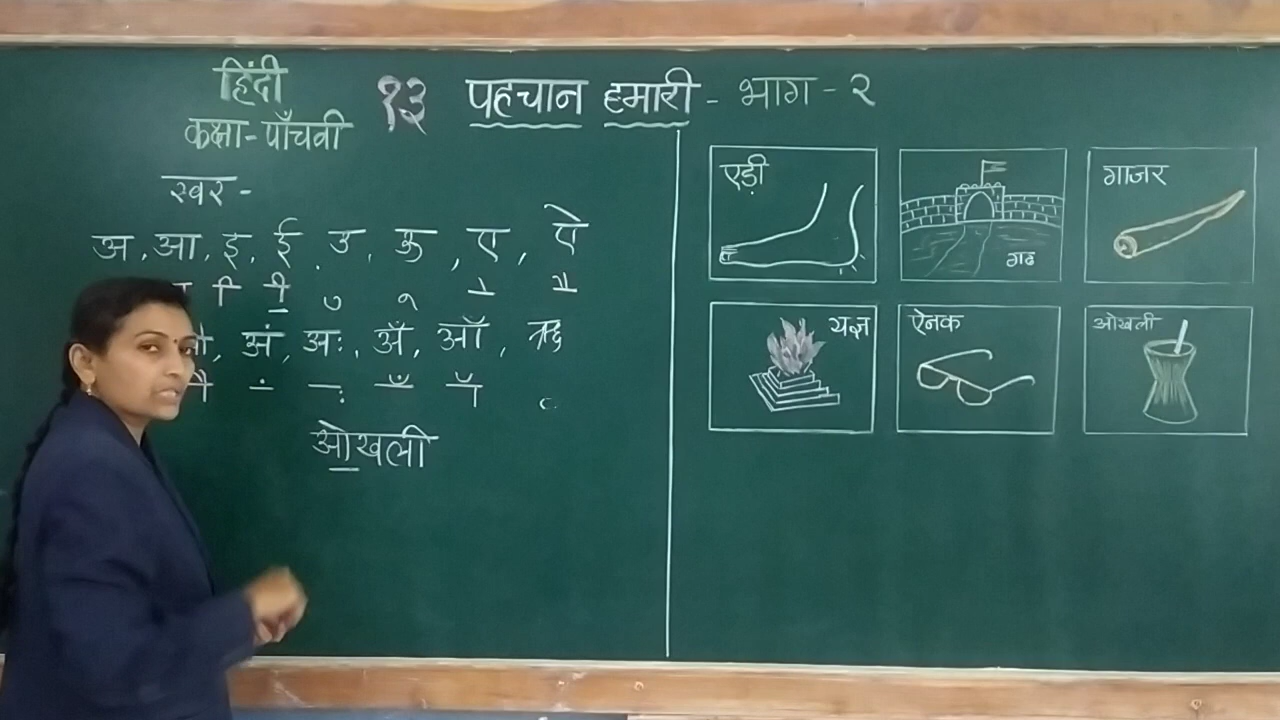 हिंदी
कक्षा-पाँचवी
१३ पहचान हमारी - भाग - २
स्वर -
अ, आ, इ, ई, उ, ऊ, ए, ऐ
ा ि ी ु ू े ै
औ, अं, अः, अँ, ऑ, ऋ
ौ ं ः ँ ॉ ृ
ओखली
एड़ी
गढ
गाजर
यज्ञ
ऐनक
ओखली